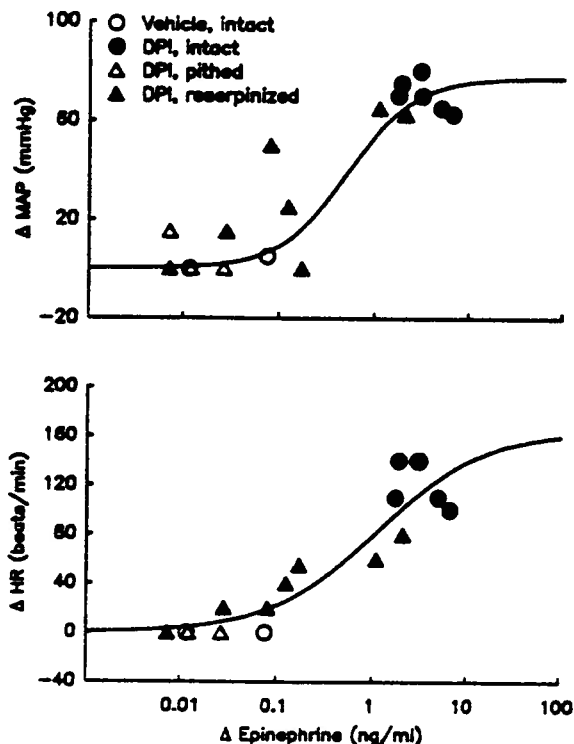 Vehicle, intact
DPI, intact
DPI, pithed
DPI, reserpinized
Δ MAP (mmHg)
60
20
-20
Δ HR (beats/min)
200
160
120
80
40
0
-40
0.01 0.1 1 10 100
Δ Epinephrine (ng/ml)